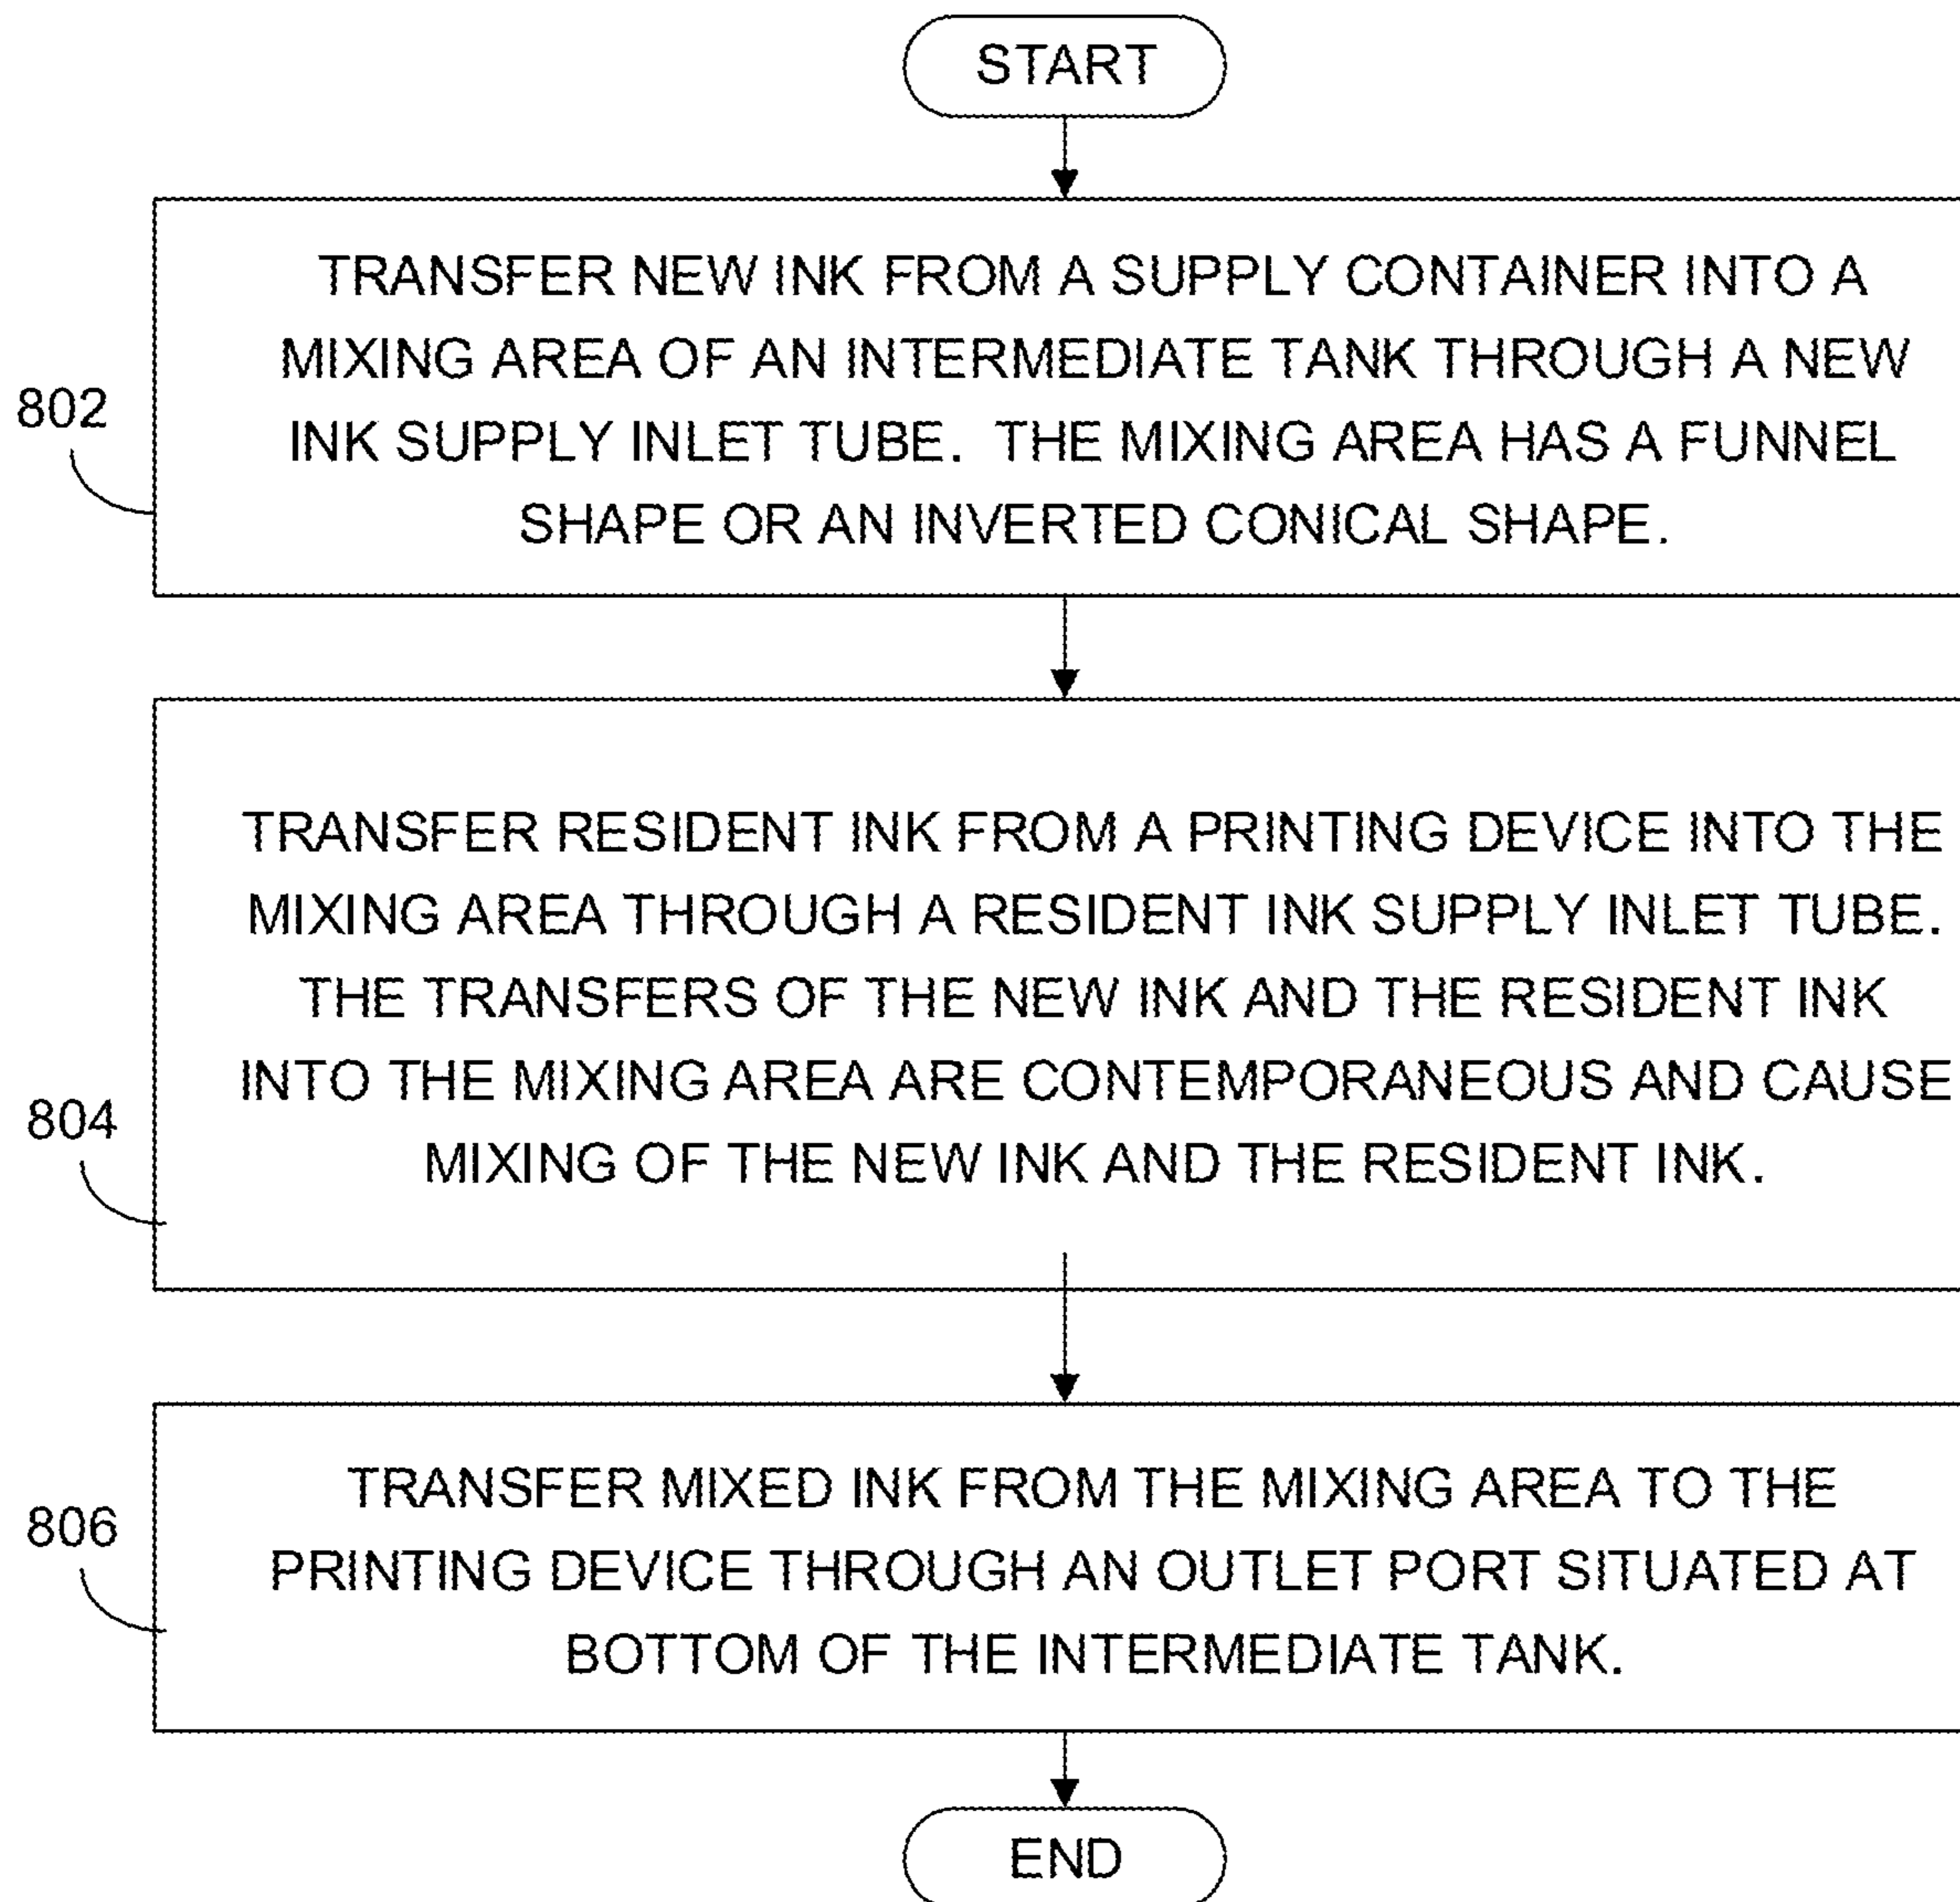 START
TRANSFER NEW INK FROM A SUPPLY CONTAINER INTO A
MIXING AREA OF AN INTERMEDIATE TANK THROUGH A NEW
INK SUPPLY INLET TUBE. THE MIXING AREA HAS A FUNNEL
SHAPE OR AN INVERTED CONICAL SHAPE.
802
TRANSFER RESIDENT INK FROM A PRINTING DEVICE INTO THE
MIXING AREA THROUGH A RESIDENT INK SUPPLY INLET TUBE.
THE TRANSFERS OF THE NEW INK AND THE RESIDENT INK
INTO THE MIXING AREA ARE CONTEMPORANEOUS AND CAUSE
MIXING OF THE NEW INK AND THE RESIDENT INK.
804
TRANSFER MIXED INK FROM THE MIXING AREA TO THE
PRINTING DEVICE THROUGH AN OUTLET PORT SITUATED AT
BOTTOM OF THE INTERMEDIATE TANK.
806
END